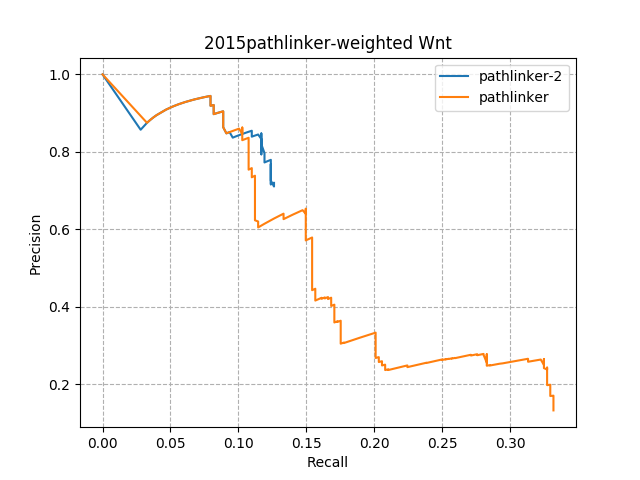 2015pathlinker-weighted Wnt
pathlinker-2
pathlinker
1.0
0.8
0.6
0.4
0.2
Precision
0.00 0.05 0.10 0.15 0.20 0.25 0.30
Recall